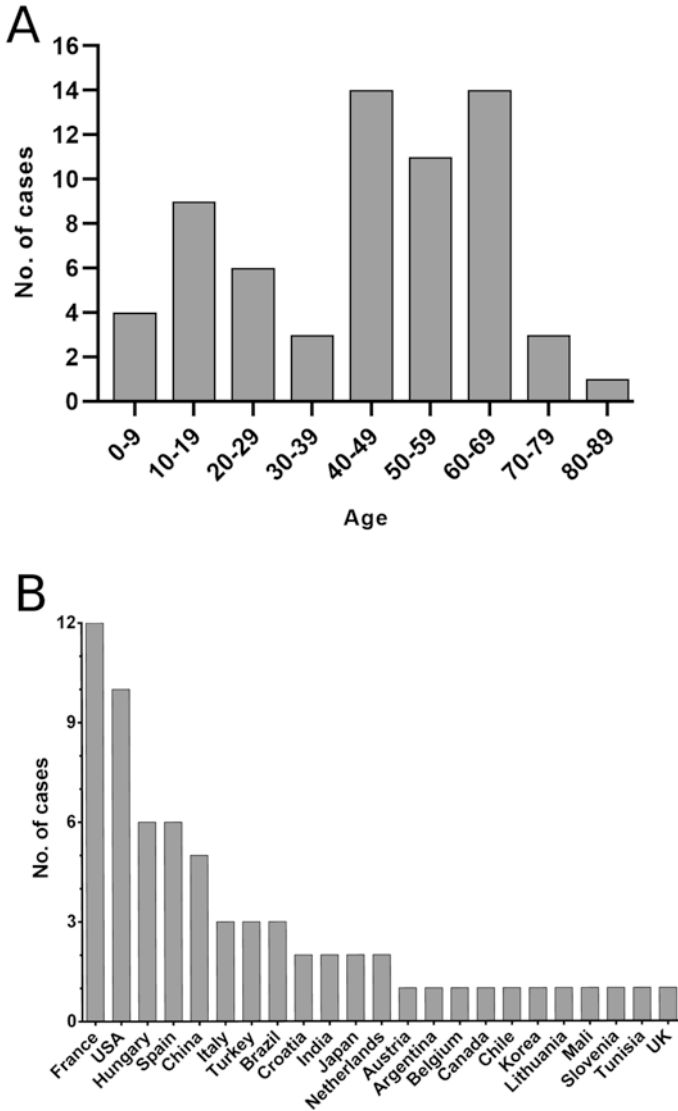 A
16
14
12
10
8
6
4
2
0
No. of cases
0-9
10-19
20-29
30-39
40-49
50-59
60-69
70-79
80-89
Age
B
12
9
6
3
0
No. of cases
France
USA
Hungary
Spain
China
Italy
Turkey
Brazil
Croatia
India
Japan
Netherlands
Austria
Argentina
Belgium
Canada
Chile
Korea
Lithuania
Mali
Slovenia
Tunisia
UK